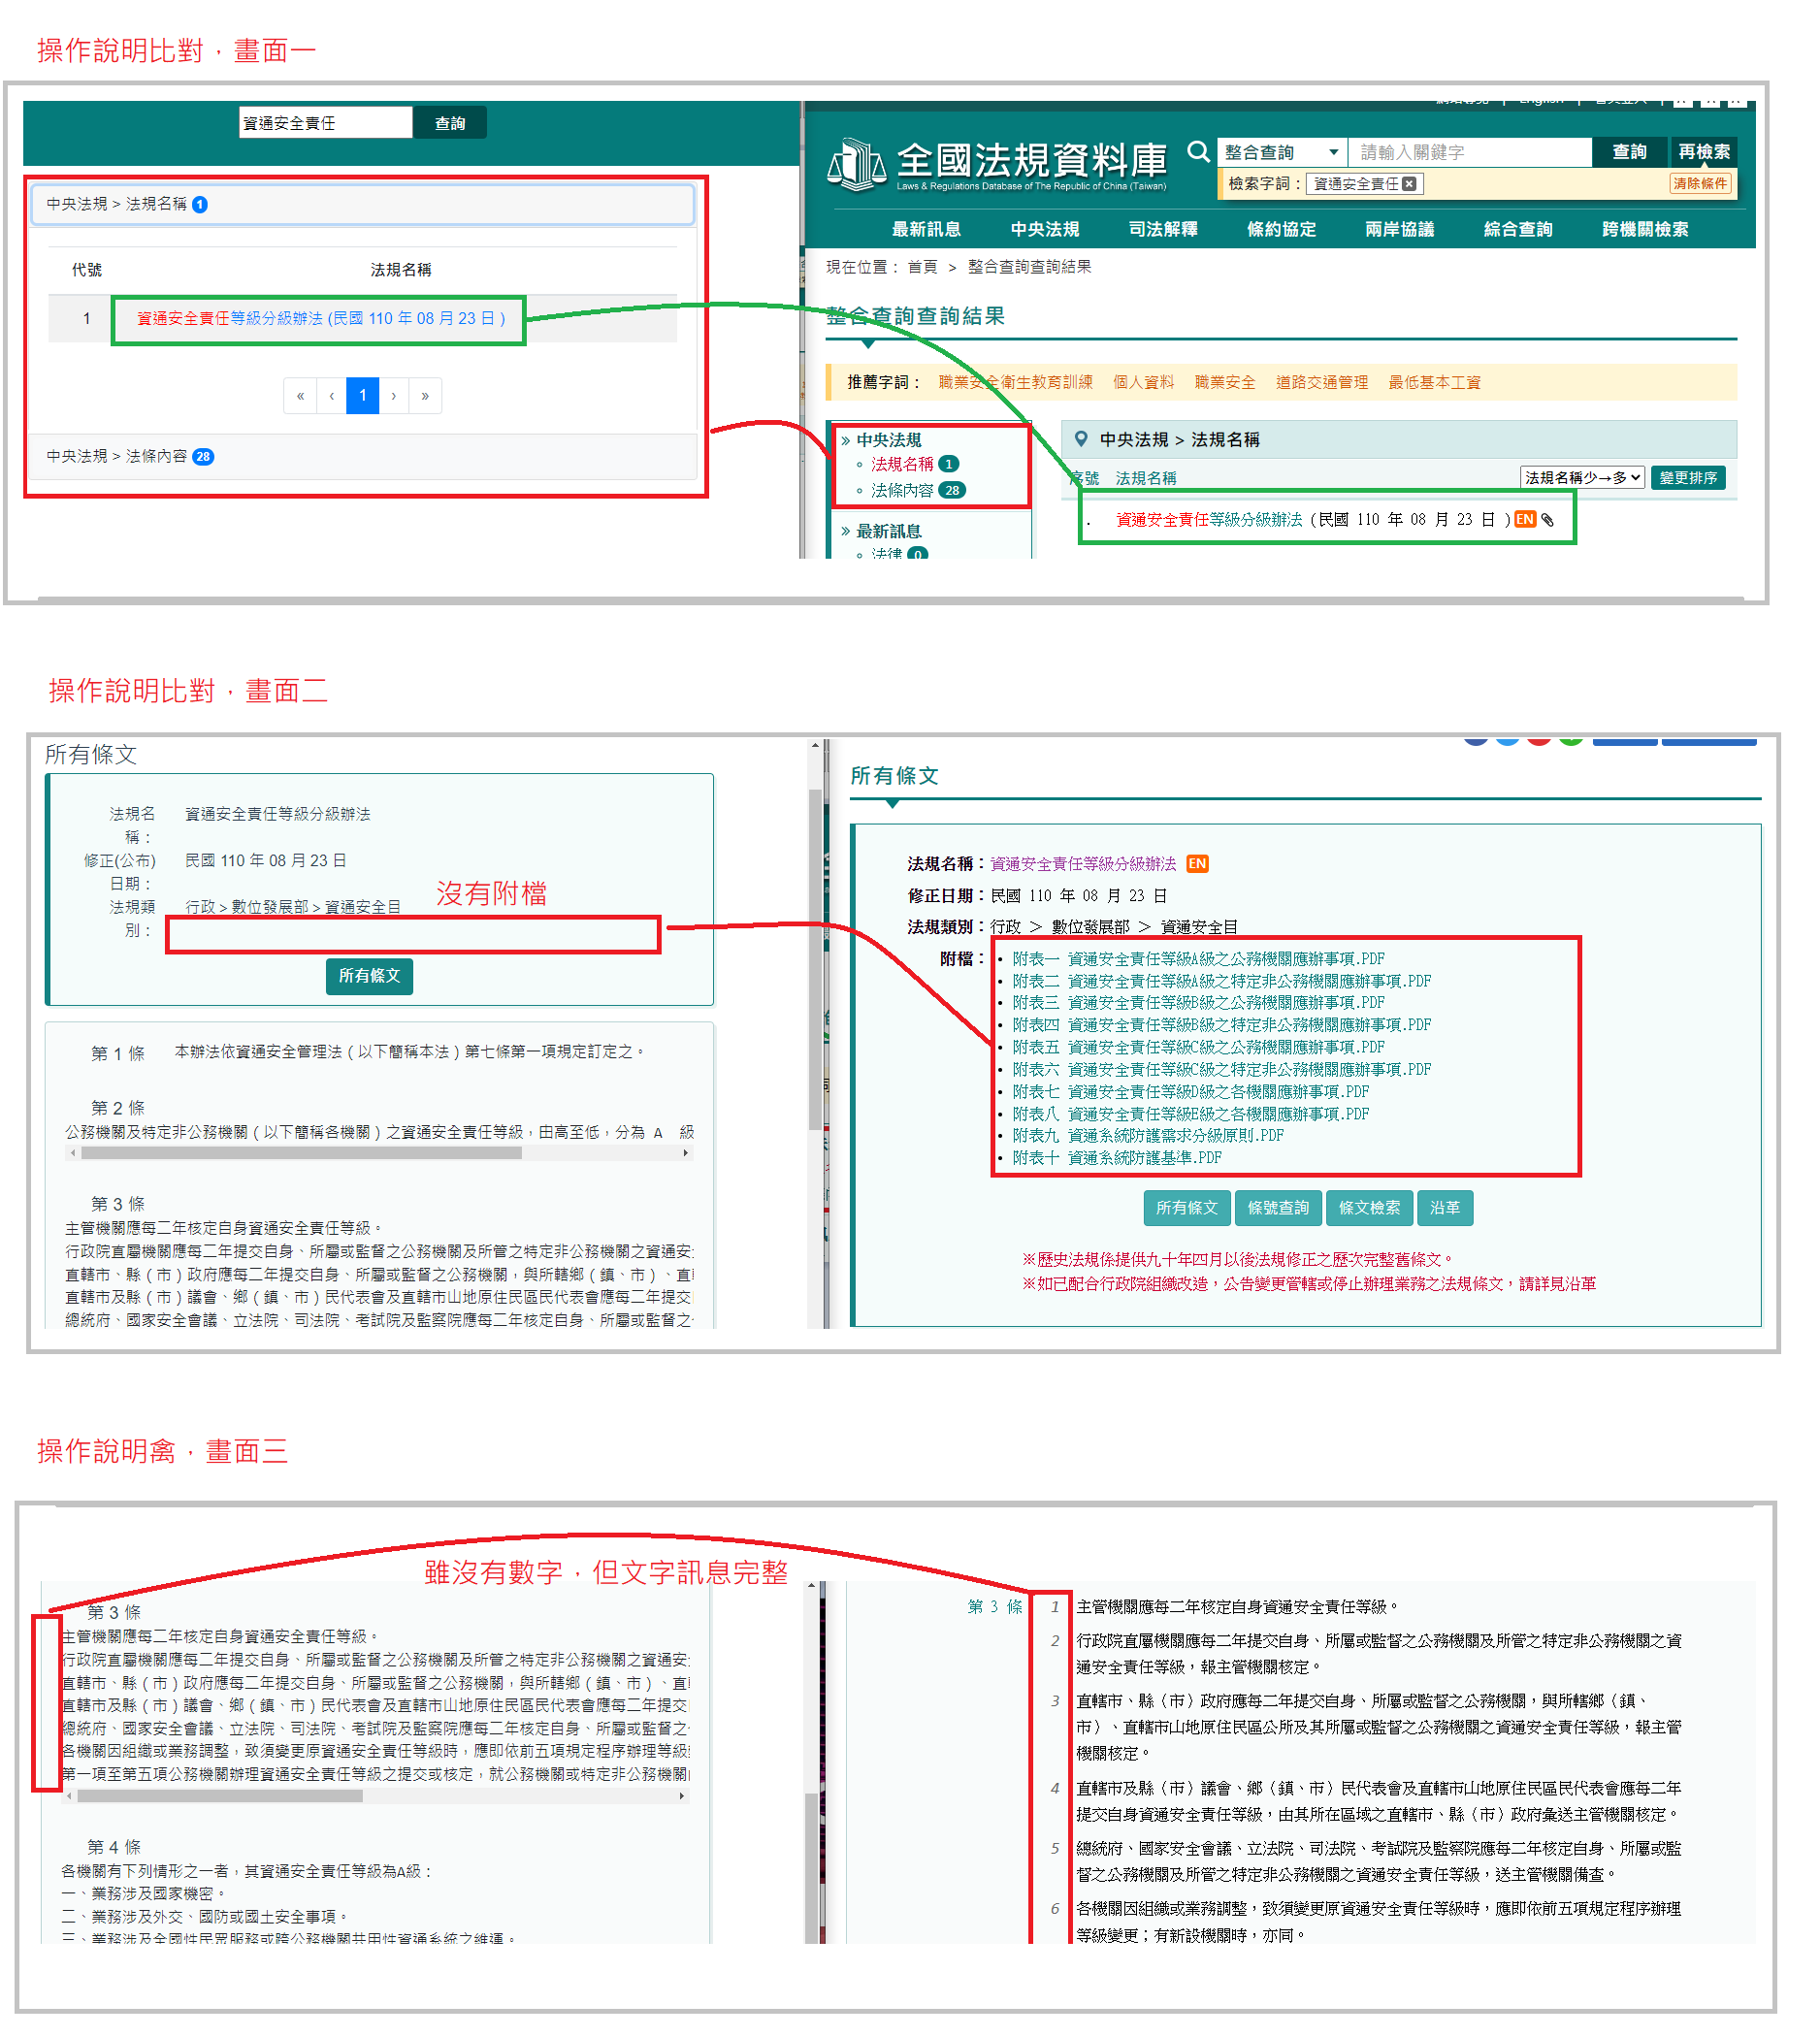 操作說明比對，畫面一
資通安全責任 查詢
中央法規 > 法規名稱 1
代號 法規名稱
1 資通安全責任等級分級辦法 (民國 110 年 08 月 23 日 )
« ‹ 1 › »
中央法規 > 法條內容 28
全國法規資料庫
Laws & Regulations Database of The Republic of China (Taiwan)
整合查詢 請輸入關鍵字 查詢 再檢索
檢索字詞： 資通安全責任 清除條件
最新訊息 中央法規 司法解釋 條約協定 兩岸協議 綜合查詢 跨機關檢索
現在位置： 首頁 > 整合查詢查詢結果
整合查詢查詢結果
推薦字詞： 職業安全衛生教育訓練 個人資料 職業安全 道路交通管理 最低基本工資
» 中央法規
法規名稱 1
法條內容 28
» 最新訊息
法律 0
中央法規 > 法規名稱
序號 法規名稱 法規名稱少→多 變更排序
. 資通安全責任等級分級辦法 (民國 110 年 08 月 23 日 ) EN
操作說明比對，畫面二
所有條文
法規名稱： 資通安全責任等級分級辦法
修正(公布)日期： 民國 110 年 08 月 23 日
法規類別： 行政 > 數位發展部 > 資通安全目
沒有附檔
所有條文
第 1 條 本辦法依資通安全管理法（以下簡稱本法）第七條第一項規定訂定之。
第 2 條
公務機關及特定非公務機關（以下簡稱各機關）之資通安全責任等級，由高至低，分為 A 級
第 3 條
主管機關應每二年核定自身資通安全責任等級。
行政院直屬機關應每二年提交自身、所屬或監督之公務機關及所管之特定非公務機關之資通安
直轄市、縣（市）政府應每二年提交自身、所屬或監督之公務機關，與所轄鄉（鎮、市）、直
直轄市及縣（市）議會、鄉（鎮、市）民代表會及直轄市山地原住民區民代表會應每二年提交
總統府、國家安全會議、立法院、司法院、考試院及監察院應每二年核定自身、所屬或監督之
所有條文
法規名稱：資通安全責任等級分級辦法 EN
修正日期：民國 110 年 08 月 23 日
法規類別：行政 ＞ 數位發展部 ＞ 資通安全目
附檔：
• 附表一 資通安全責任等級A級之公務機關應辦事項.PDF
• 附表二 資通安全責任等級A級之特定非公務機關應辦事項.PDF
• 附表三 資通安全責任等級B級之公務機關應辦事項.PDF
• 附表四 資通安全責任等級B級之特定非公務機關應辦事項.PDF
• 附表五 資通安全責任等級C級之公務機關應辦事項.PDF
• 附表六 資通安全責任等級C級之特定非公務機關應辦事項.PDF
• 附表七 資通安全責任等級D級之各機關應辦事項.PDF
• 附表八 資通安全責任等級E級之各機關應辦事項.PDF
• 附表九 資通系統防護需求分級原則.PDF
• 附表十 資通系統防護基準.PDF
所有條文 條號查詢 條文檢索 沿革
※歷史法規係提供九十年四月以後法規修正之歷次完整舊條文。
※如已配合行政院組織改造，公告變更管轄或停止辦理業務之法規條文，請詳見沿革
操作說明禽，畫面三
雖沒有數字，但文字訊息完整
第 3 條
主管機關應每二年核定自身資通安全責任等級。
行政院直屬機關應每二年提交自身、所屬或監督之公務機關及所管之特定非公務機關之資通安
直轄市、縣（市）政府應每二年提交自身、所屬或監督之公務機關，與所轄鄉（鎮、市）、直
直轄市及縣（市）議會、鄉（鎮、市）民代表會及直轄市山地原住民區民代表會應每二年提交
總統府、國家安全會議、立法院、司法院、考試院及監察院應每二年核定自身、所屬或監督之
各機關因組織或業務調整，致須變更原資通安全責任等級時，應即依前五項規定程序辦理等級
第一項至第五項公務機關辦理資通安全責任等級之提交或核定，就公務機關或特定非公務機關
第 4 條
各機關有下列情形之一者，其資通安全責任等級為A級：
一、業務涉及國家機密。
二、業務涉及外交、國防或國土安全事項。
三、業務涉及全國性民眾服務或跨公務機關共用性資通系統之維運。
第 3 條 1 主管機關應每二年核定自身資通安全責任等級。
2 行政院直屬機關應每二年提交自身、所屬或監督之公務機關及所管之特定非公務機關之資
通安全責任等級，報主管機關核定。
3 直轄市、縣（市）政府應每二年提交自身、所屬或監督之公務機關，與所轄鄉（鎮、
市）、直轄市山地原住民區公所及其所屬或監督之公務機關之資通安全責任等級，報主管
機關核定。
4 直轄市及縣（市）議會、鄉（鎮、市）民代表會及直轄市山地原住民區民代表會應每二年
提交自身資通安全責任等級，由其所在區域之直轄市、縣（市）政府彙送主管機關核定。
5 總統府、國家安全會議、立法院、司法院、考試院及監察院應每二年核定自身、所屬或監
督之公務機關及所管之特定非公務機關之資通安全責任等級，送主管機關備查。
6 各機關因組織或業務調整，致須變更原資通安全責任等級時，應即依前五項規定程序辦理
等級變更；有新設機關時，亦同。